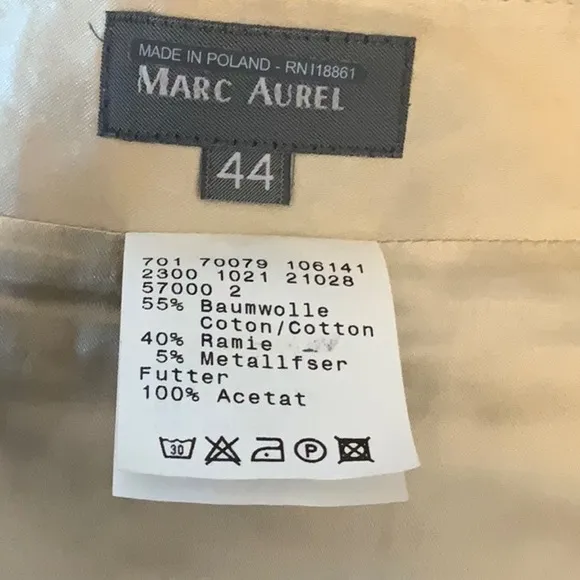 MADE IN POLAND - RN118861
MARC AUREL
44
701 70079 106141
2300 1021 21028
57000 2
55% Baumwolle
Coton/Cotton
40% Ramie
5% Metallfser
Futter
100% Acetat
30
P